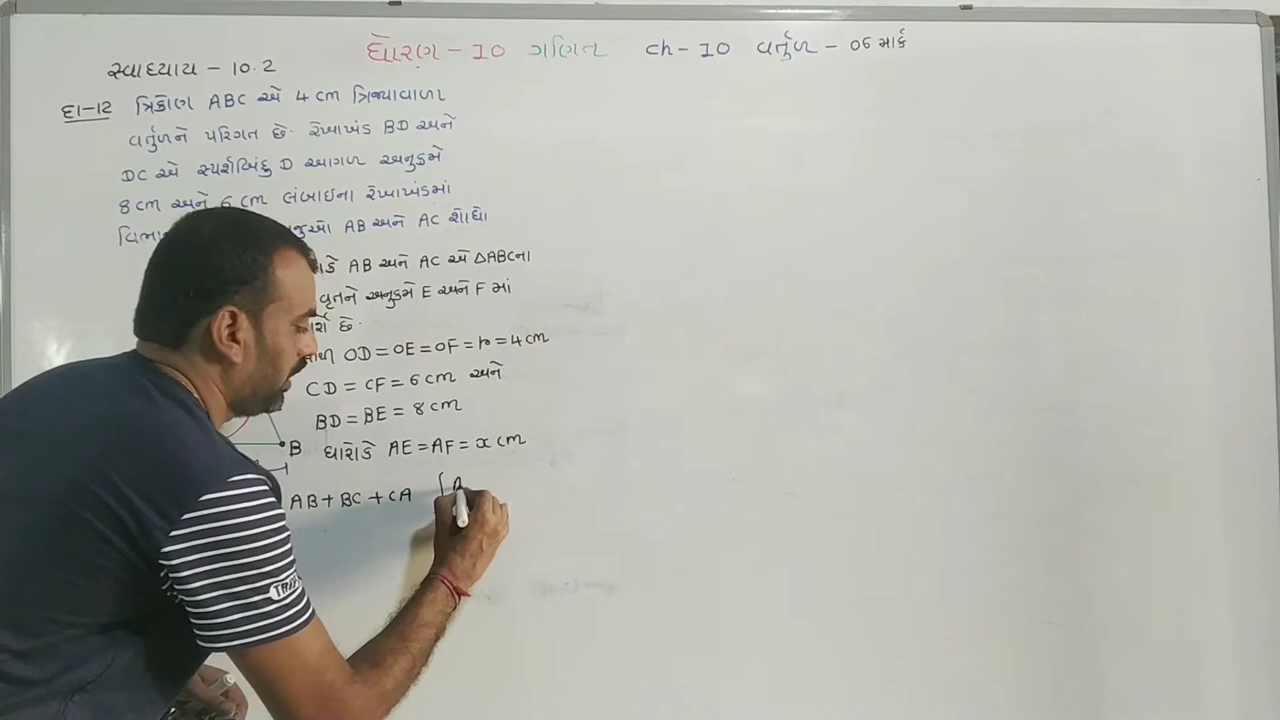 ધોરણ - 10 ગણિત ch - 10 વર્તુળ - 06 માર્ક
સ્વાધ્યાય - 10.2
દા-12 ત્રિકોણ ABC એ 4 cm ત્રિજ્યાવાળા
વર્તુળને પરિગત છે. રેખાખંડ BD અને
DC એ સ્પર્શબિંદુ D આગળ અનુક્રમે
8 cm અને 6 cm લંબાઈના રેખાખંડમાં
AB અને AC શોધો
AB અને AC એ △ABCના
વૃતને અનુક્રમે E અને F માં
છે.
OD = OE = OF = r = 4 cm
CD = CF = 6 cm અને
BD = BE = 8 cm
B ધારોકે AE = AF = x cm
AB + BC + CA